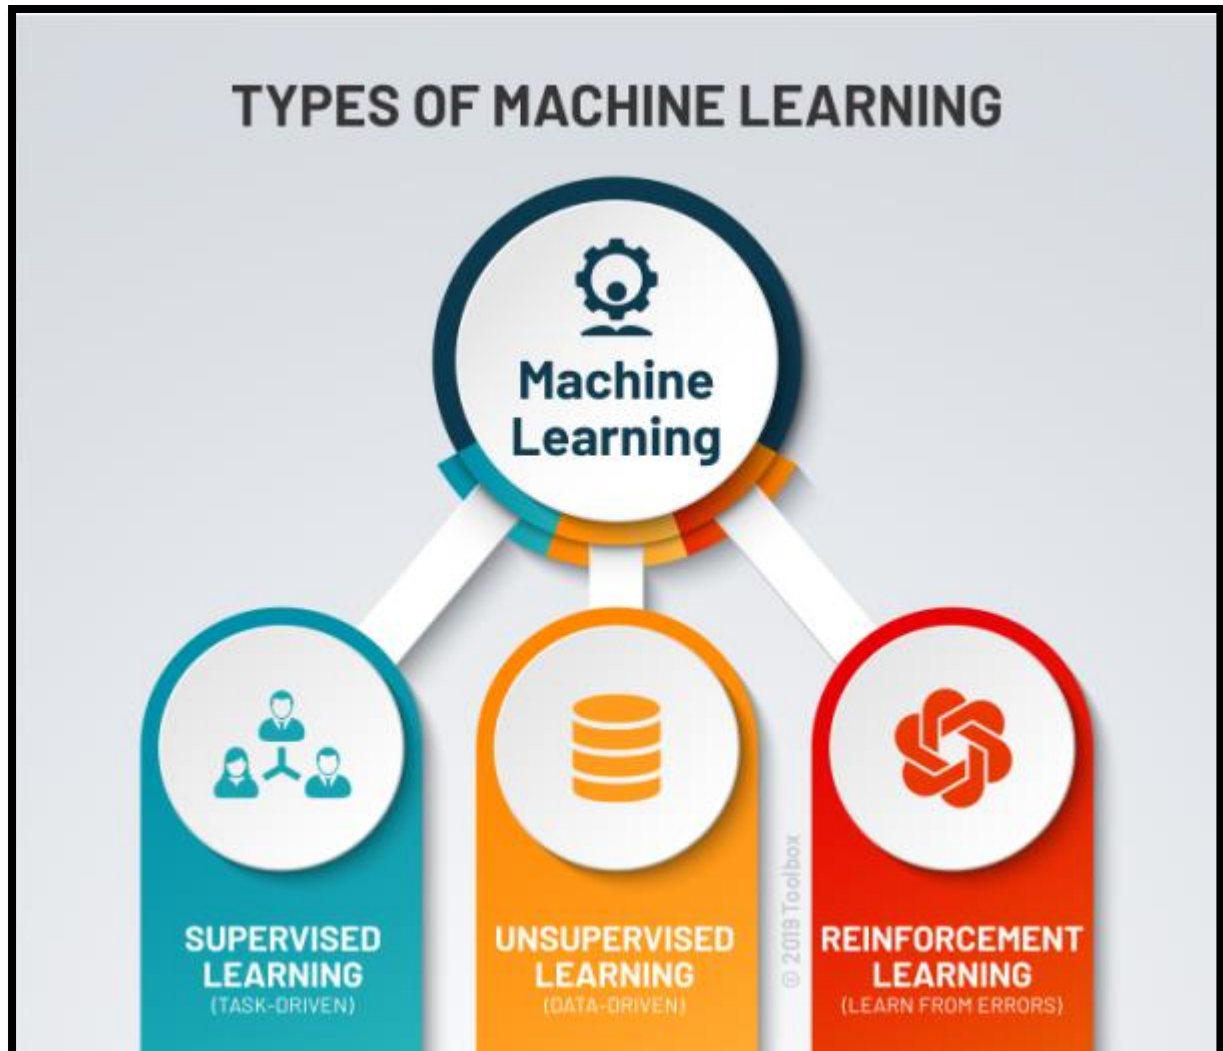 TYPES OF MACHINE LEARNING
Machine
Learning
SUPERVISED
LEARNING
(TASK-DRIVEN)
UNSUPERVISED
LEARNING
(DATA-DRIVEN)
© 2019 Toolbox
REINFORCEMENT
LEARNING
(LEARN FROM ERRORS)